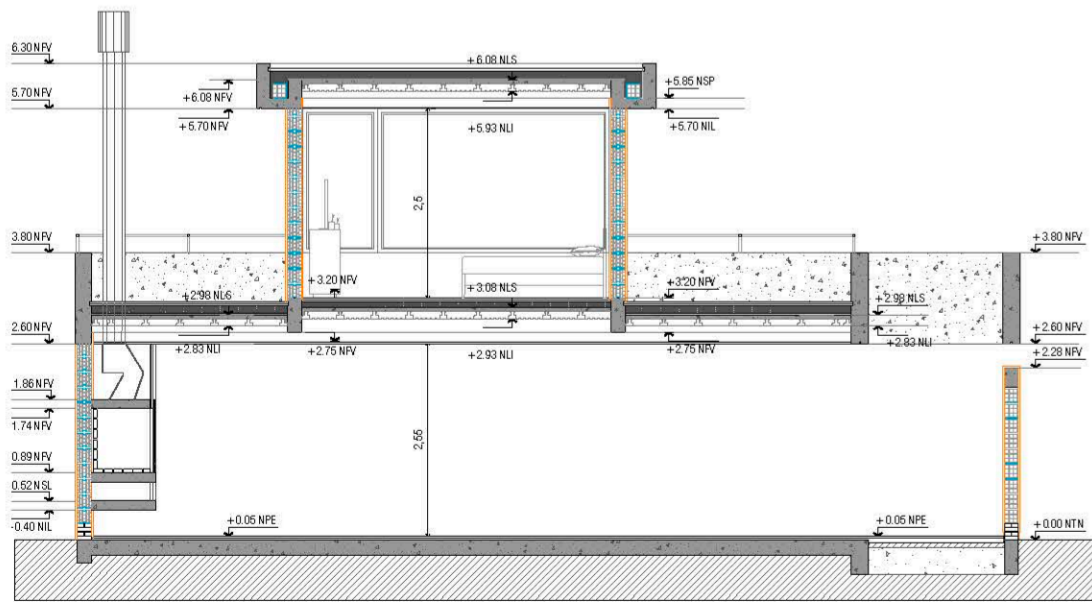 6.30 NFV
+6.08 NLS
+5.85 NSP
5.70 NFV
+6.08 NFV
+5.70 NFV
+5.93 NLI
+5.70 NIL
2,5
3.80 NFV
+3.80 NFV
+2.98 NLS
+3.20 NFV
+3.08 NLS
+3.20 NFV
+2.98 NLS
2.60 NFV
+2.60 NFV
+2.83 NLI
+2.75 NFV
+2.93 NLI
+2.75 NFV
+2.83 NLI
+2.28 NFV
1.86 NFV
1.74 NFV
2,55
0.89 NFV
0.52 NSL
-0.40 NIL
+0.05 NPE
+0.05 NPE
+0.00 NTN